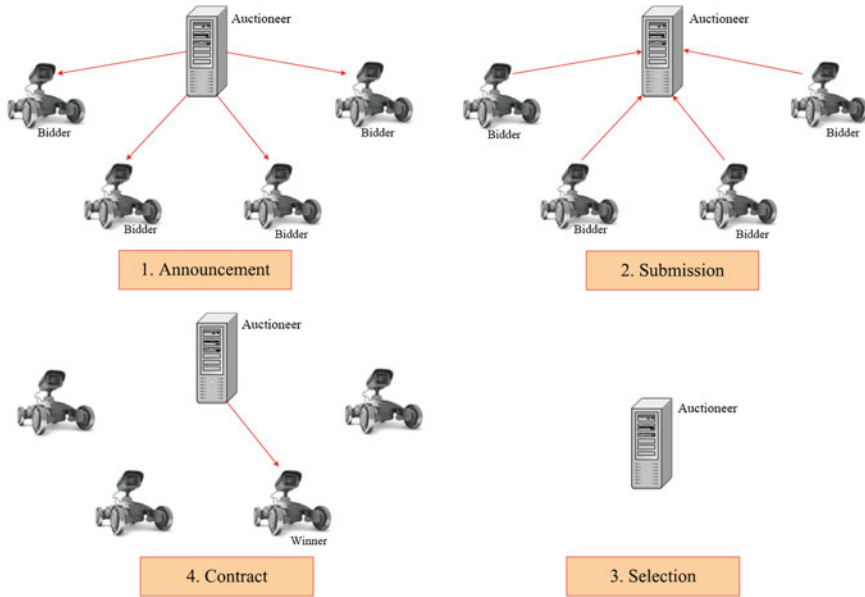 Auctioneer
Bidder
Bidder
Bidder
Bidder
1. Announcement
Auctioneer
Bidder
Bidder
Bidder
Bidder
2. Submission
Auctioneer
Winner
4. Contract
Auctioneer
3. Selection